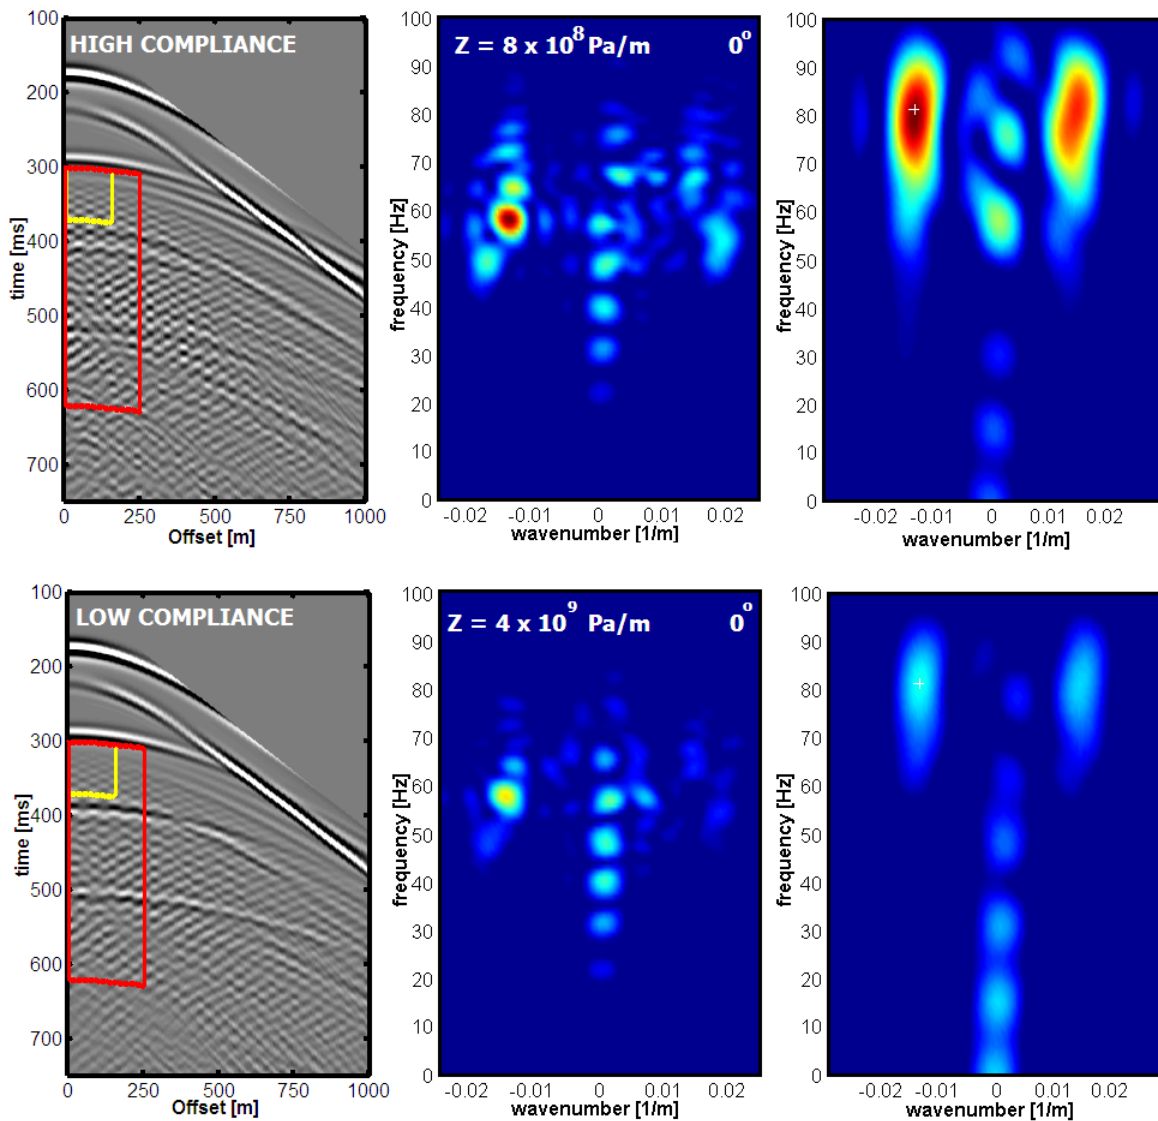 HIGH COMPLIANCE
100
200
300
400
500
600
700
time [ms]
0 250 500 750 1000
Offset [m]
Z = 8 x 10⁸ Pa/m 0°
100
90
80
70
60
50
40
30
20
10
0
frequency [Hz]
-0.02 -0.01 0 0.01 0.02
wavenumber [1/m]
100
90
80
70
60
50
40
30
20
10
0
frequency [Hz]
-0.02 -0.01 0 0.01 0.02
wavenumber [1/m]
LOW COMPLIANCE
100
200
300
400
500
600
700
time [ms]
0 250 500 750 1000
Offset [m]
Z = 4 x 10⁹ Pa/m 0°
100
90
80
70
60
50
40
30
20
10
0
frequency [Hz]
-0.02 -0.01 0 0.01 0.02
wavenumber [1/m]
100
90
80
70
60
50
40
30
20
10
0
frequency [Hz]
-0.02 -0.01 0 0.01 0.02
wavenumber [1/m]